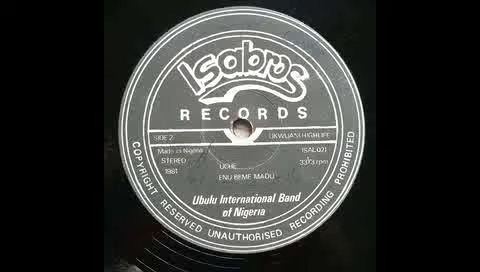 Isabros
RECORDS
SIDE 2 UKWUANI HIGHLIFE
Made in Nigeria ISAL 021
STEREO UCHE 33⅓ rpm
1981 ENU BEME MADU
Ubulu International Band
of Nigeria
COPYRIGHT RESERVED UNAUTHORISED RECORDING PROHIBITED